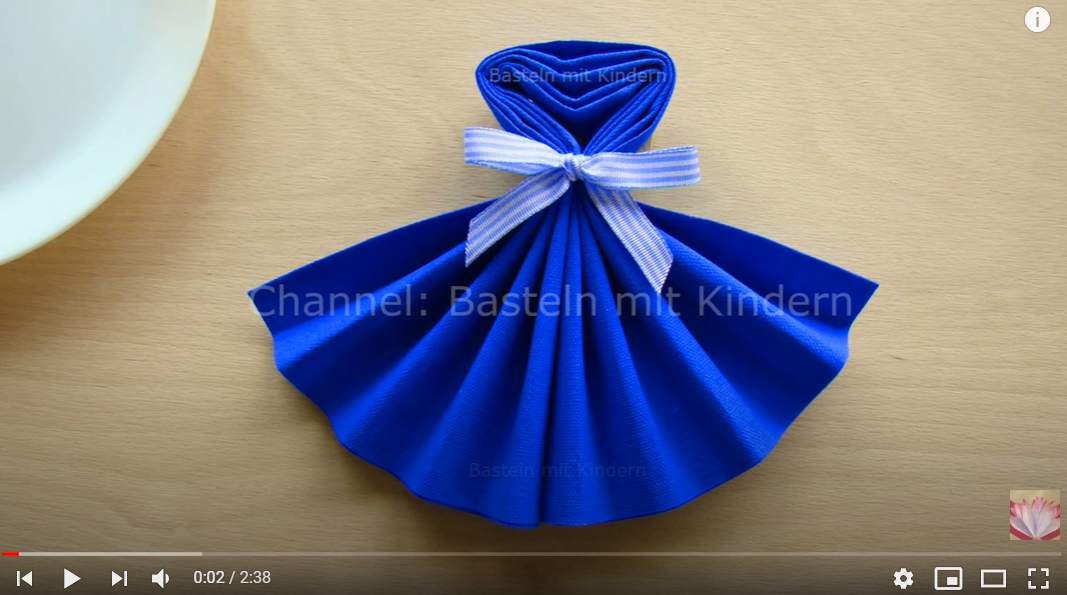 Basteln mit Kindern
Channel: Basteln mit Kindern
Basteln mit Kindern
0:02 / 2:38